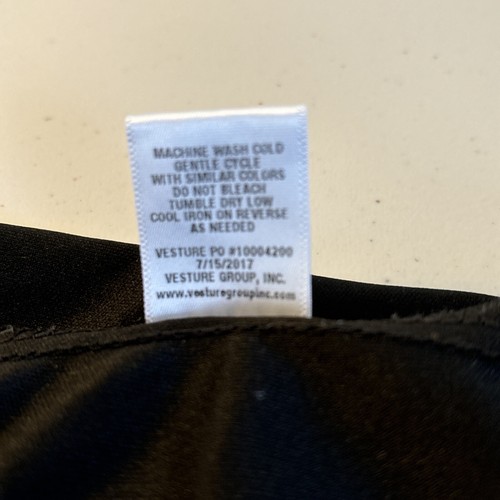 MACHINE WASH COLD
GENTLE CYCLE
WITH SIMILAR COLORS
DO NOT BLEACH
TUMBLE DRY LOW
COOL IRON ON REVERSE
AS NEEDED
VESTURE PO #10004200
7/15/2017
VESTURE GROUP, INC.
www.vesturegroupinc.com